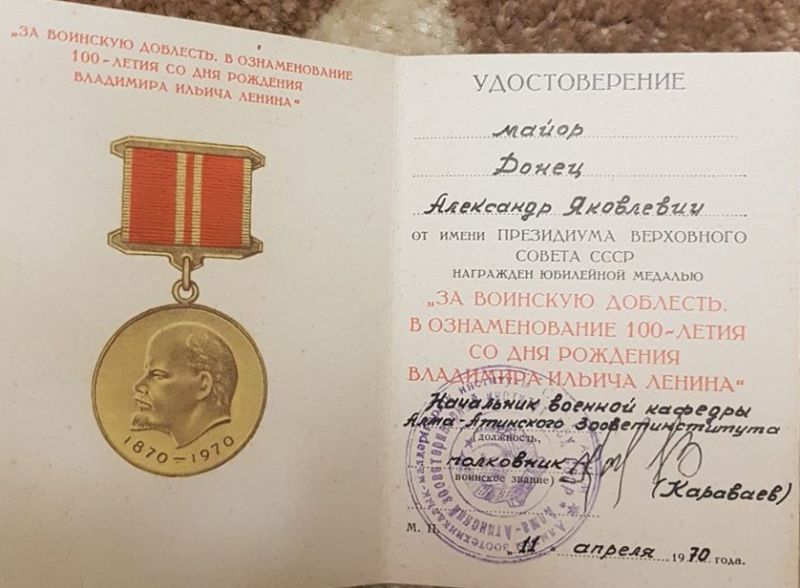 „ЗА ВОИНСКУЮ ДОБЛЕСТЬ. В ОЗНАМЕНОВАНИЕ
100-ЛЕТИЯ СО ДНЯ РОЖДЕНИЯ
ВЛАДИМИРА ИЛЬИЧА ЛЕНИНА“
1870–1970
УДОСТОВЕРЕНИЕ
майор
Донец
Александр Яковлевич
ОТ ИМЕНИ ПРЕЗИДИУМА ВЕРХОВНОГО
СОВЕТА СССР
НАГРАЖДЕН ЮБИЛЕЙНОЙ МЕДАЛЬЮ
„ЗА ВОИНСКУЮ ДОБЛЕСТЬ.
В ОЗНАМЕНОВАНИЕ 100-ЛЕТИЯ
СО ДНЯ РОЖДЕНИЯ
ВЛАДИМИРА ИЛЬИЧА ЛЕНИНА“
Начальник военной кафедры
Алма-Атинского зооветинститута
(должность,
полковник
воинское звание)
(Караваев)
М. П.
„11“ апреля 1970 года.